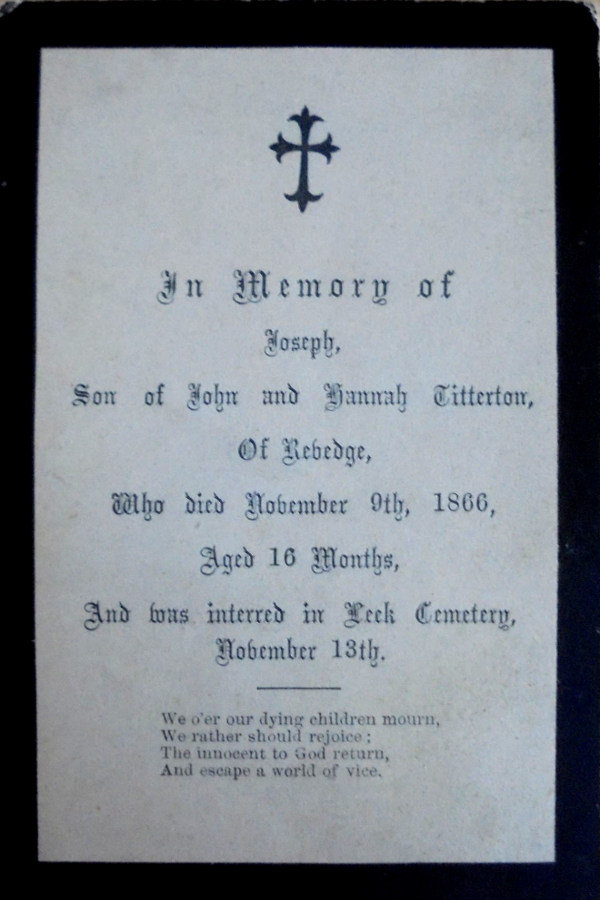 In Memory of
Joseph,
Son of John and Hannah Titterton,
Of Revedge,
Who died November 9th, 1866,
Aged 16 Months,
And was interred in Leek Cemetery,
November 13th.
We o'er our dying children mourn,
We rather should rejoice;
The innocent to God return,
And escape a world of vice.